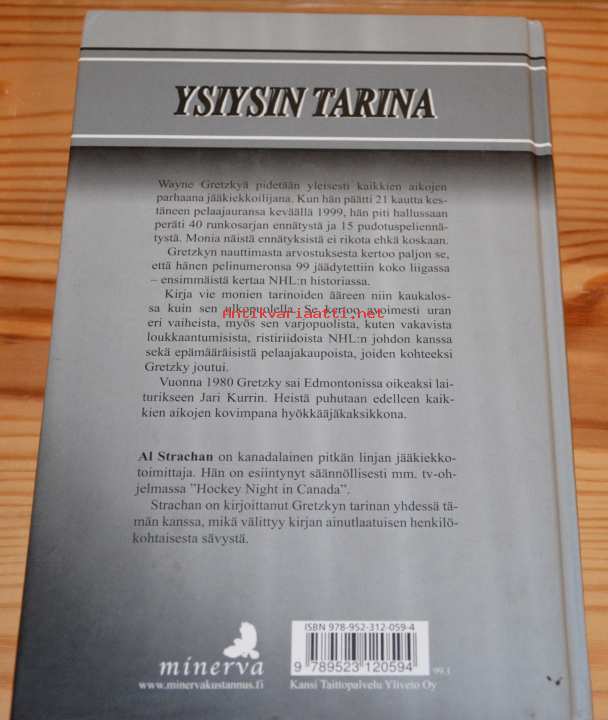 YSIYSIN TARINA
Wayne Gretzkyä pidetään yleisesti kaikkien aikojen
parhaana jääkiekkoilijana. Kun hän päätti 21 kautta kes-
täneen pelaajauransa keväällä 1999, hän piti hallussaan
peräti 40 runkosarjan ennätystä ja 15 pudotuspeliennä-
tystä. Monia näistä ennätyksistä ei rikota ehkä koskaan.
Gretzkyn nauttimasta arvostuksesta kertoo paljon se,
että hänen pelinumeronsa 99 jäädytettiin koko liigassa
– ensimmäistä kertaa NHL:n historiassa.
Kirja vie monien tarinoiden ääreen niin kaukalos-
sa kuin sen ulkopuolella. Se kertoo avoimesti uran
Antikvariaatti.net
eri vaiheista, myös sen varjopuolista, kuten vakavista
loukkaantumisista, ristiriidoista NHL:n johdon kanssa
sekä epämääräisistä pelaajakaupoista, joiden kohteeksi
Gretzky joutui.
Vuonna 1980 Gretzky sai Edmontonissa oikeaksi lai-
turikseen Jari Kurrin. Heistä puhutaan edelleen kaik-
kien aikojen kovimpana hyökkääjäkaksikkona.
Al Strachan on kanadalainen pitkän linjan jääkiekko-
toimittaja. Hän on esiintynyt säännöllisesti mm. tv-oh-
jelmassa ”Hockey Night in Canada”.
Strachan on kirjoittanut Gretzkyn tarinan yhdessä tä-
män kanssa, mikä välittyy kirjan ainutlaatuisen henkilö-
kohtaisesta sävystä.
ISBN 978-952-312-059-4
9 789523 120594
99.1
minerva
www.minervakustannus.fi
Kansi Taittopalvelu Yliveto Oy